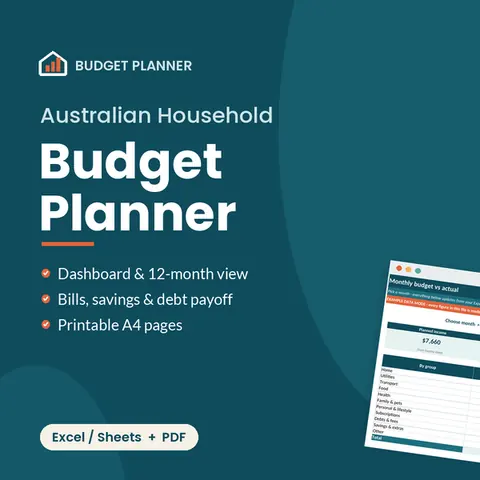 BUDGET PLANNER
Australian Household
Budget
Planner
Dashboard & 12-month view
Bills, savings & debt payoff
Printable A4 pages
Monthly budget vs actual
Choose month
Planned income
$7,660
By group
Home
Utilities
Transport
Food
Health
Family & pets
Personal & lifestyle
Subscriptions
Debts & fees
Savings & extras
Other
Total
Excel / Sheets + PDF